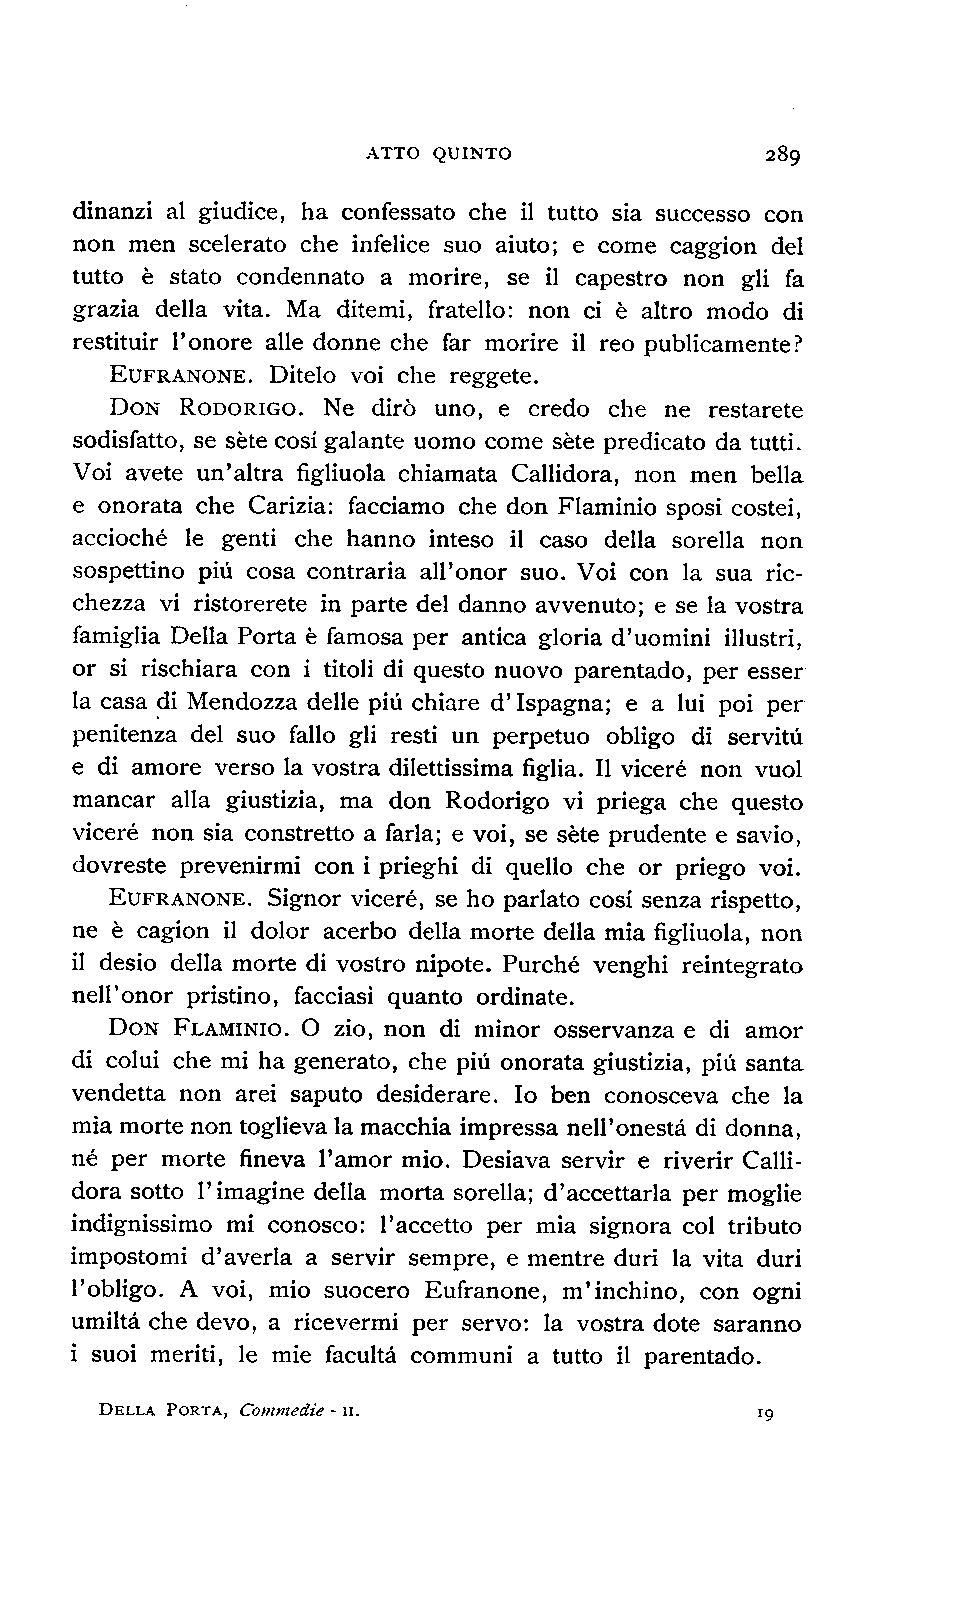 ATTO QUINTO 289
dinanzi al giudice, ha confessato che il tutto sia successo con
non men scelerato che infelice suo aiuto; e come caggion del
tutto è stato condennato a morire, se il capestro non gli fa
grazia della vita. Ma ditemi, fratello: non ci è altro modo di
restituir l'onore alle donne che far morire il reo publicamente?
EUFRANONE. Ditelo voi che reggete.
DON RODORIGO. Ne dirò uno, e credo che ne restarete
sodisfatto, se sète cosí galante uomo come sète predicato da tutti.
Voi avete un'altra figliuola chiamata Callidora, non men bella
e onorata che Carizia: facciamo che don Flaminio sposi costei,
accioché le genti che hanno inteso il caso della sorella non
sospettino piú cosa contraria all'onor suo. Voi con la sua ric-
chezza vi ristorerete in parte del danno avvenuto; e se la vostra
famiglia Della Porta è famosa per antica gloria d'uomini illustri,
or si rischiara con i titoli di questo nuovo parentado, per esser
la casa di Mendozza delle piú chiare d'Ispagna; e a lui poi per
penitenza del suo fallo gli resti un perpetuo obligo di servitú
e di amore verso la vostra dilettissima figlia. Il viceré non vuol
mancar alla giustizia, ma don Rodorigo vi priega che questo
viceré non sia constretto a farla; e voi, se sète prudente e savio,
dovreste prevenirmi con i prieghi di quello che or priego voi.
EUFRANONE. Signor viceré, se ho parlato cosí senza rispetto,
ne è cagion il dolor acerbo della morte della mia figliuola, non
il desio della morte di vostro nipote. Purché venghi reintegrato
nell'onor pristino, facciasi quanto ordinate.
DON FLAMINIO. O zio, non di minor osservanza e di amor
di colui che mi ha generato, che piú onorata giustizia, piú santa
vendetta non arei saputo desiderare. Io ben conosceva che la
mia morte non toglieva la macchia impressa nell'onestá di donna,
né per morte fineva l'amor mio. Desiava servir e riverir Calli-
dora sotto l'imagine della morta sorella; d'accettarla per moglie
indignissimo mi conosco: l'accetto per mia signora col tributo
impostomi d'averla a servir sempre, e mentre duri la vita duri
l'obligo. A voi, mio suocero Eufranone, m'inchino, con ogni
umiltá che devo, a ricevermi per servo: la vostra dote saranno
i suoi meriti, le mie facultá communi a tutto il parentado.
DELLA PORTA, Commedie - II. 19